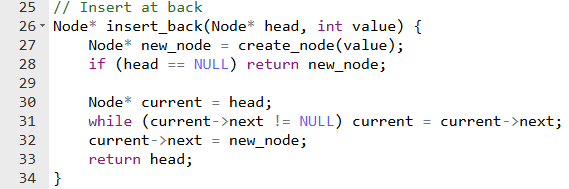 25 // Insert at back
26 Node* insert_back(Node* head, int value) {
27     Node* new_node = create_node(value);
28     if (head == NULL) return new_node;
29
30     Node* current = head;
31     while (current->next != NULL) current = current->next;
32     current->next = new_node;
33     return head;
34 }